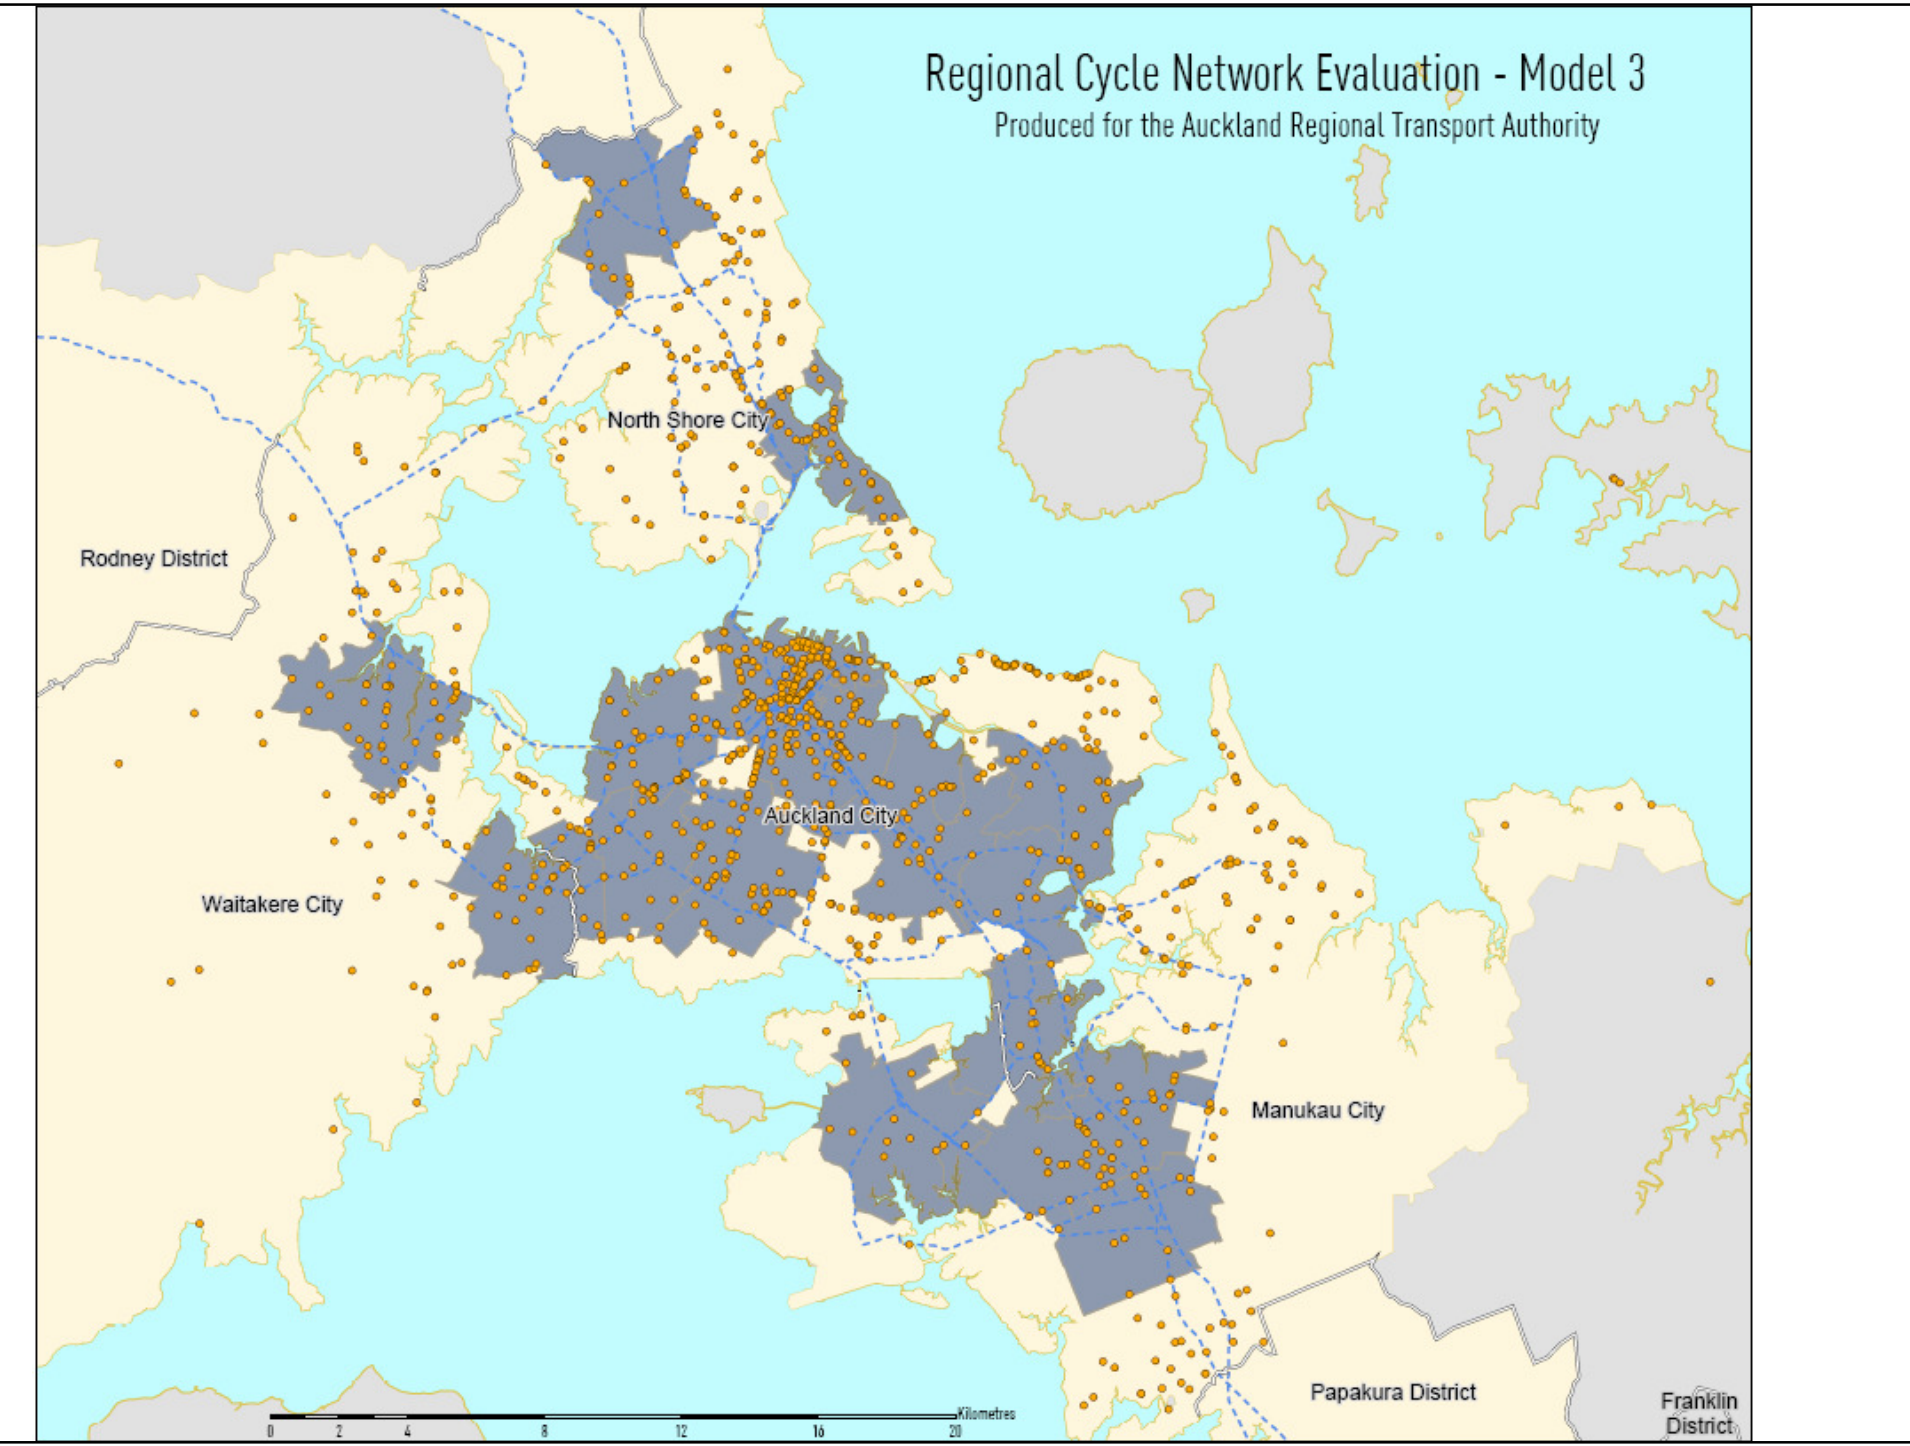 Regional Cycle Network Evaluation - Model 3
Produced for the Auckland Regional Transport Authority
North Shore City
Rodney District
Auckland City
Waitakere City
Manukau City
Papakura District
Franklin
District
Kilometres
0 2 4 8 12 16 20